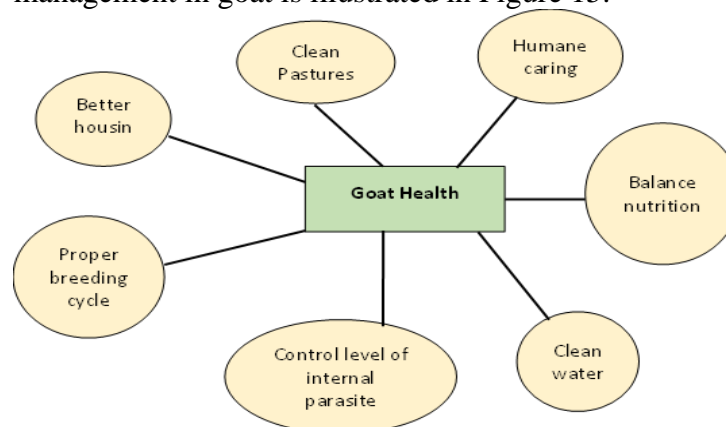 management in goat is illustrated in Figure 15.
Clean
Pastures
Humane
caring
Better
housin
Goat Health
Balance
nutrition
Proper
breeding
cycle
Control level of
internal
parasite
Clean
water